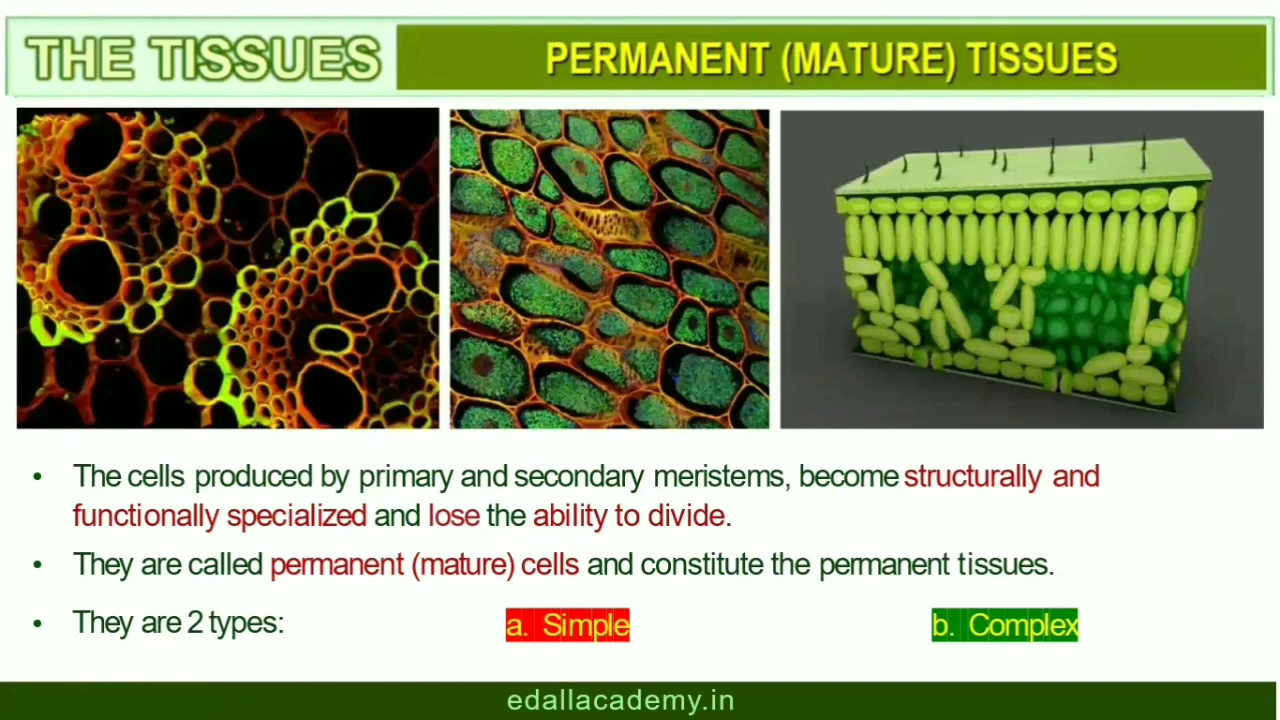 THE TISSUES
PERMANENT (MATURE) TISSUES
• The cells produced by primary and secondary meristems, become structurally and
functionally specialized and lose the ability to divide.
• They are called permanent (mature) cells and constitute the permanent tissues.
• They are 2 types: a. Simple b. Complex
edallacademy.in